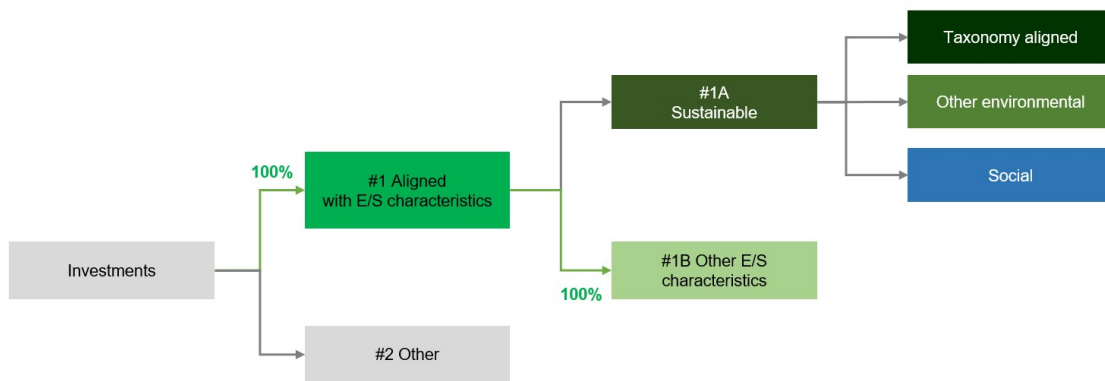 Taxonomy aligned
#1A
Sustainable
Other environmental
100%
#1 Aligned
with E/S characteristics
Social
Investments
#1B Other E/S
characteristics
100%
#2 Other